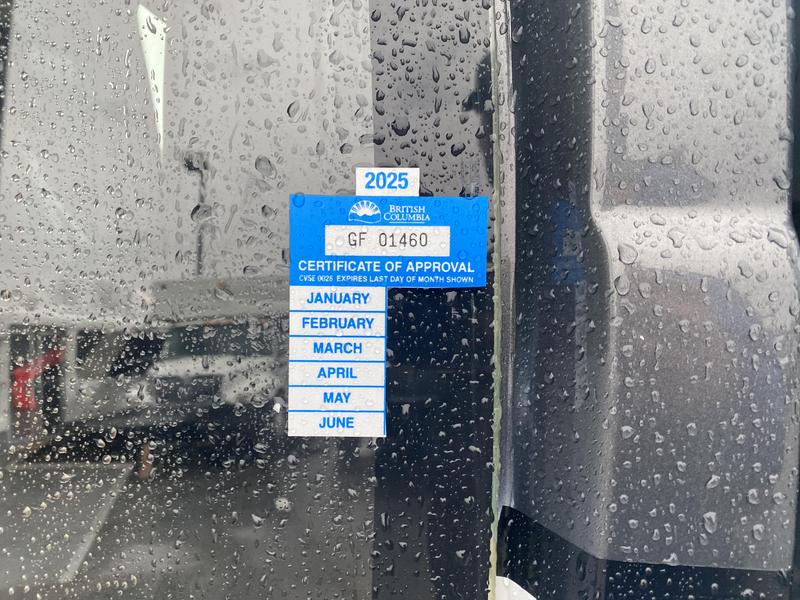 2025
BRITISH
COLUMBIA
GF 01460
CERTIFICATE OF APPROVAL
CVSE 0026 EXPIRES LAST DAY OF MONTH SHOWN
JANUARY
FEBRUARY
MARCH
APRIL
MAY
JUNE